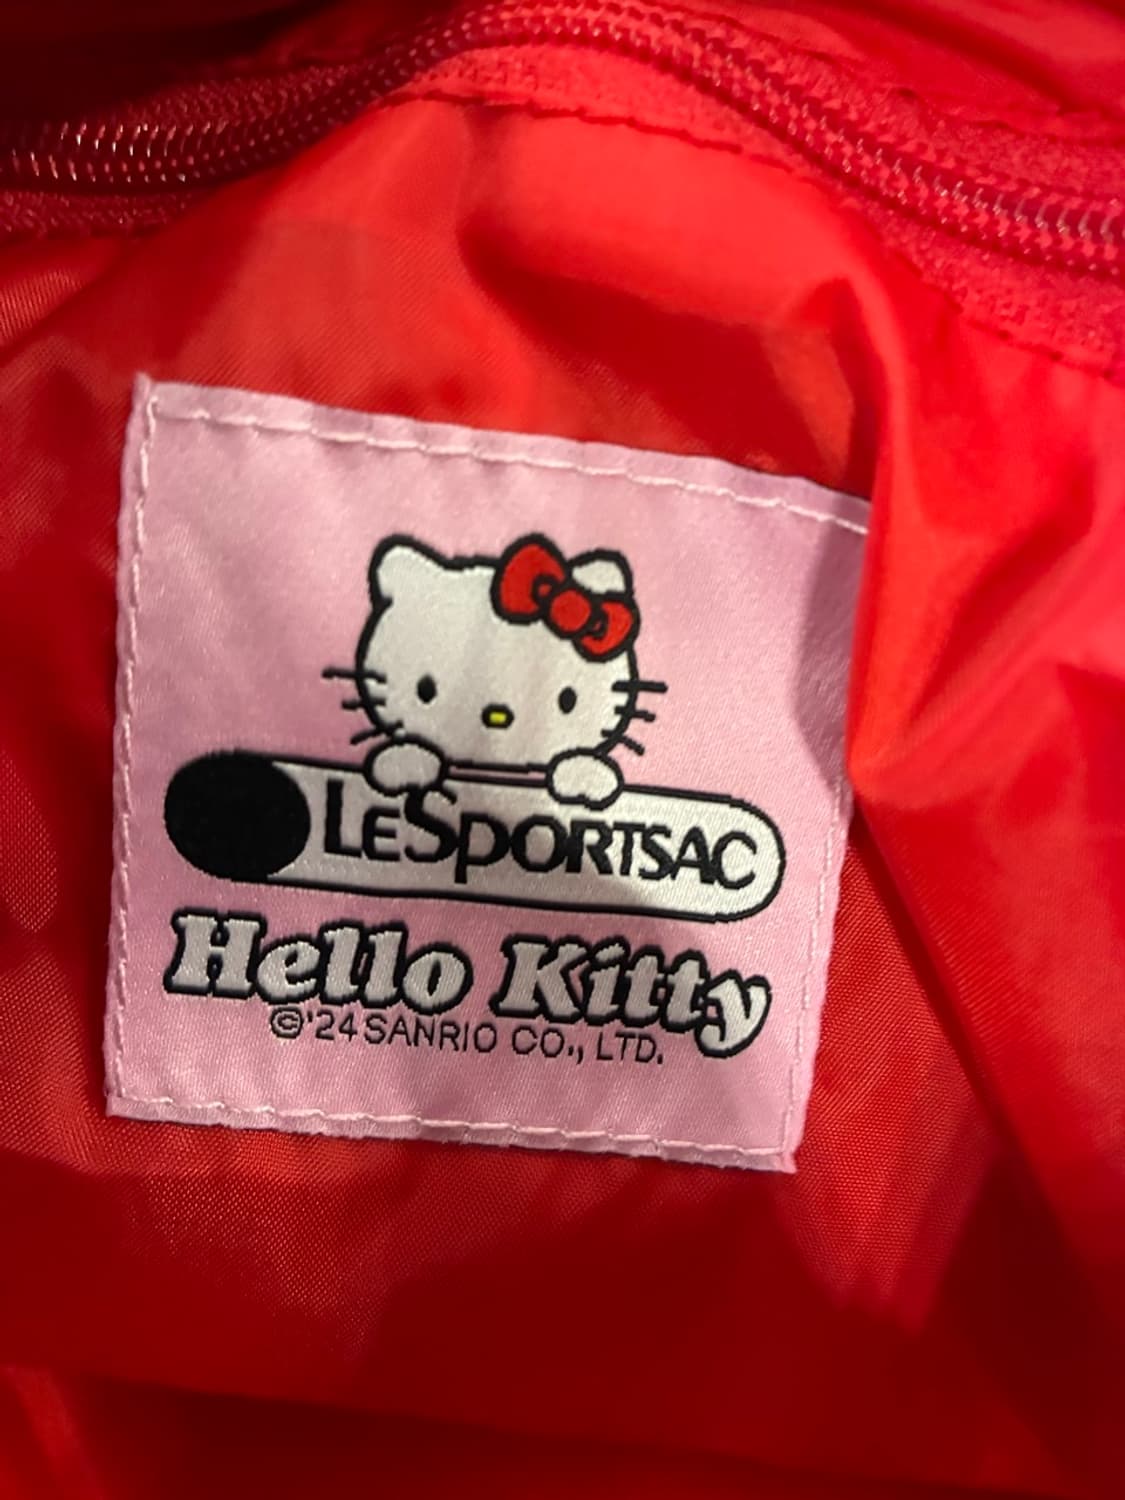 LeSportsac
Hello Kitty
©'24 SANRIO CO., LTD.